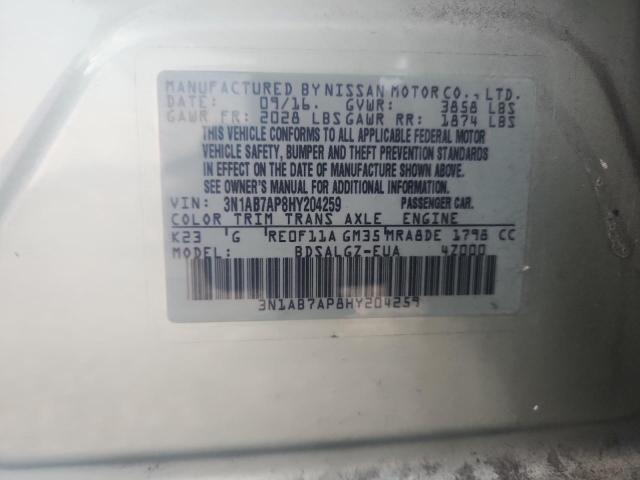 MANUFACTURED BY NISSAN MOTOR CO., LTD.
DATE: 09/16. GVWR: 3858 LBS
GAWR FR: 2028 LBS GAWR RR: 1874 LBS
THIS VEHICLE CONFORMS TO ALL APPLICABLE FEDERAL MOTOR
VEHICLE SAFETY, BUMPER AND THEFT PREVENTION STANDARDS
IN EFFECT ON THE DATE OF MANUFACTURE SHOWN ABOVE.
SEE OWNER'S MANUAL FOR ADDITIONAL INFORMATION.
VIN: 3N1AB7AP8HY204259 PASSENGER CAR.
COLOR TRIM TRANS AXLE ENGINE
K23 'G RE0F11A GM35 MRA8DE 1798 CC
MODEL: BDSALGZ-EUA 4Z000
3N1AB7AP8HY204259